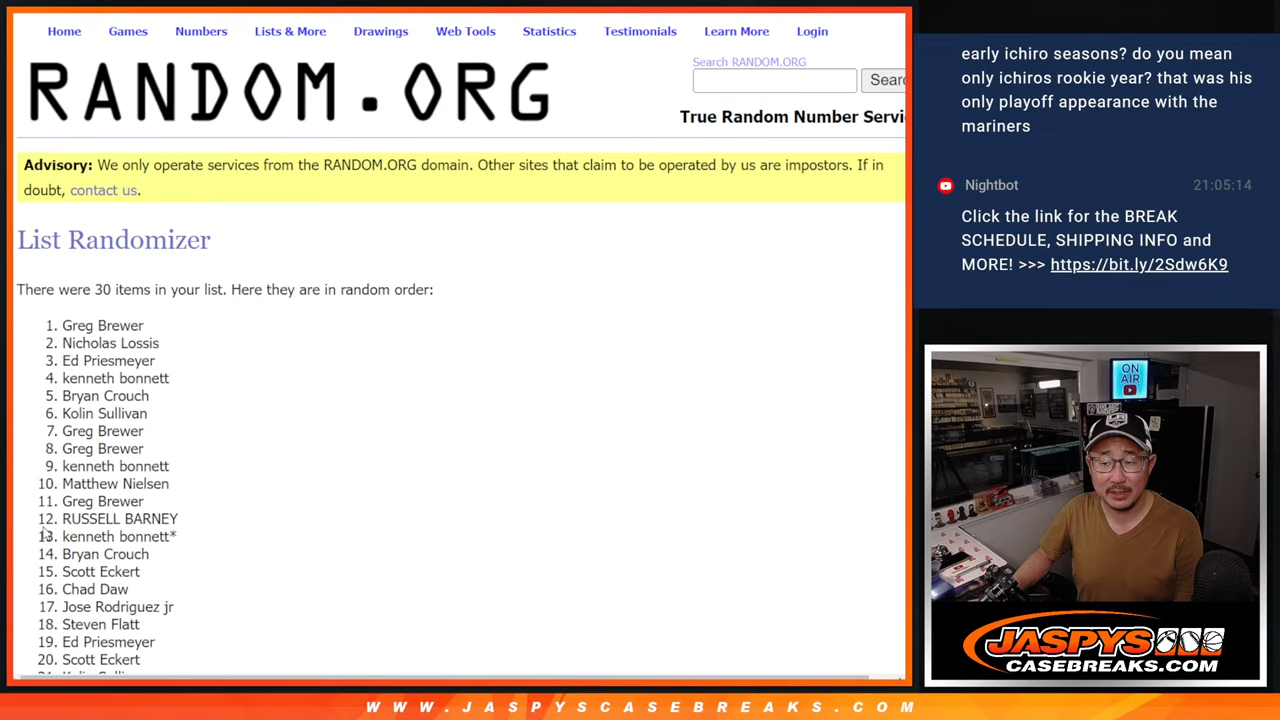 Home Games Numbers Lists & More Drawings Web Tools Statistics Testimonials Learn More Login
RANDOM.ORG
Search RANDOM.ORG
Searc
True Random Number Servi
Advisory: We only operate services from the RANDOM.ORG domain. Other sites that claim to be operated by us are impostors. If in
doubt, contact us.
List Randomizer
There were 30 items in your list. Here they are in random order:
1. Greg Brewer
2. Nicholas Lossis
3. Ed Priesmeyer
4. kenneth bonnett
5. Bryan Crouch
6. Kolin Sullivan
7. Greg Brewer
8. Greg Brewer
9. kenneth bonnett
10. Matthew Nielsen
11. Greg Brewer
12. RUSSELL BARNEY
13. kenneth bonnett*
14. Bryan Crouch
15. Scott Eckert
16. Chad Daw
17. Jose Rodriguez jr
18. Steven Flatt
19. Ed Priesmeyer
20. Scott Eckert
early ichiro seasons? do you mean
only ichiros rookie year? that was his
only playoff appearance with the
mariners
Nightbot 21:05:14
Click the link for the BREAK
SCHEDULE, SHIPPING INFO and
MORE! >>> https://bit.ly/2Sdw6K9
ON
AIR
JASPYS
CASEBREAKS.COM
WWW.JASPYSCASEBREAKS.COM